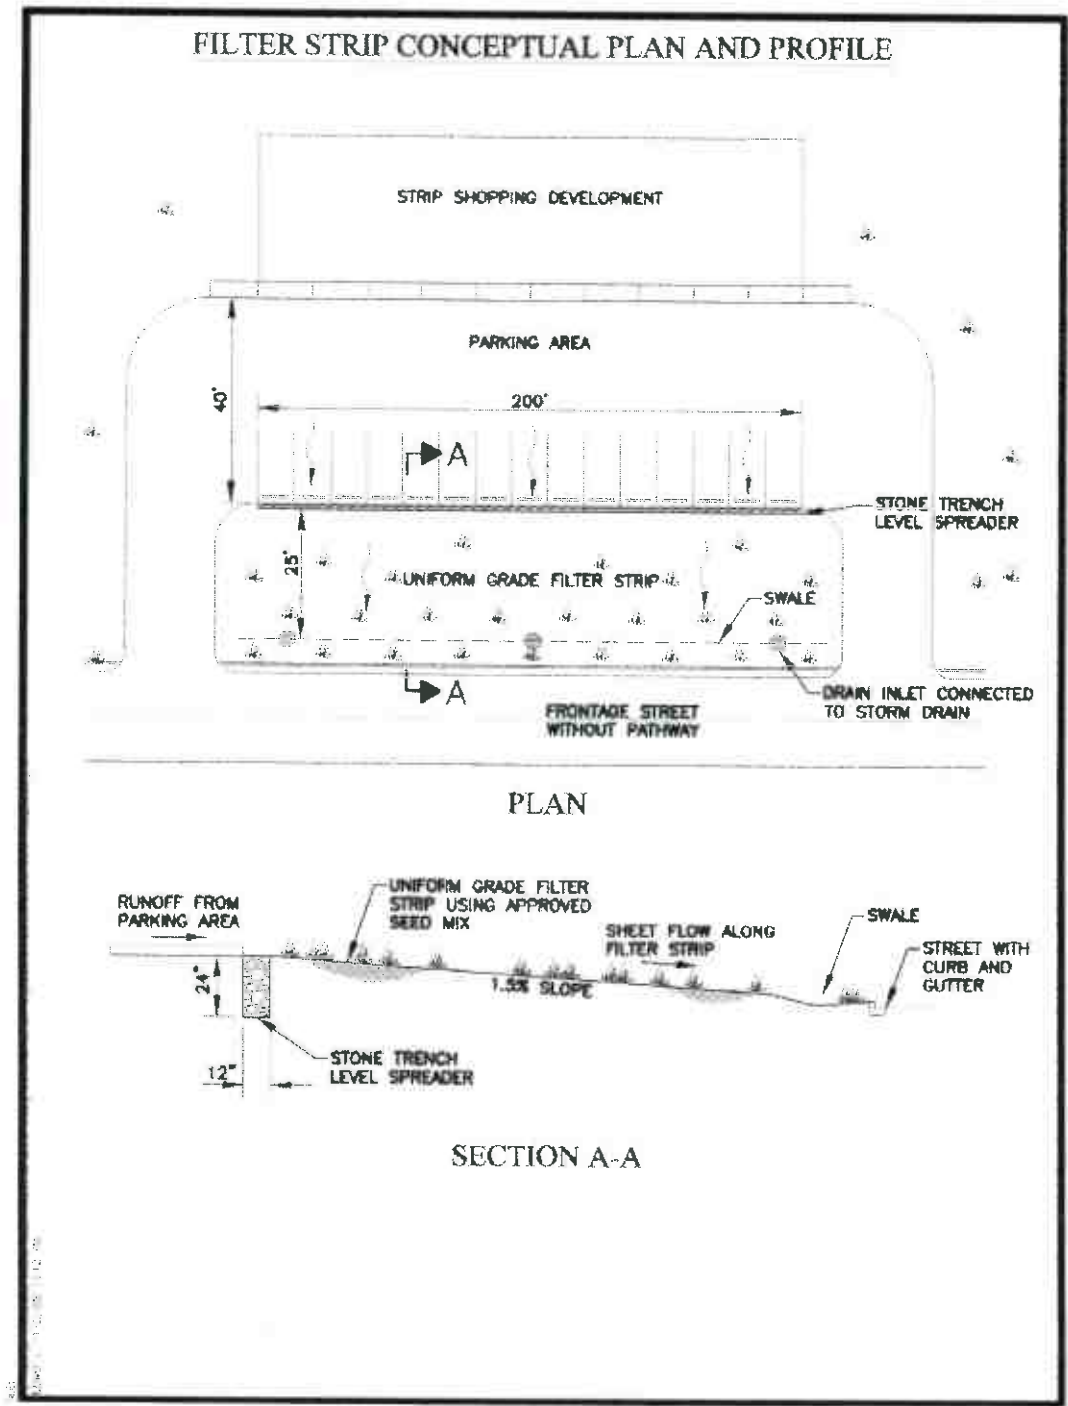 FILTER STRIP CONCEPTUAL PLAN AND PROFILE
STRIP SHOPPING DEVELOPMENT
PARKING AREA
40'
200'
A
STONE TRENCH
LEVEL SPREADER
25'
UNIFORM GRADE FILTER STRIP
SWALE
A
DRAIN INLET CONNECTED
TO STORM DRAIN
FRONTAGE STREET
WITHOUT PATHWAY
PLAN
RUNOFF FROM
PARKING AREA
UNIFORM GRADE FILTER
STRIP USING APPROVED
SEED MIX
SHEET FLOW ALONG
FILTER STRIP
SWALE
STREET WITH
CURB AND
GUTTER
24"
1.5% SLOPE
12"
STONE TRENCH
LEVEL SPREADER
SECTION A-A